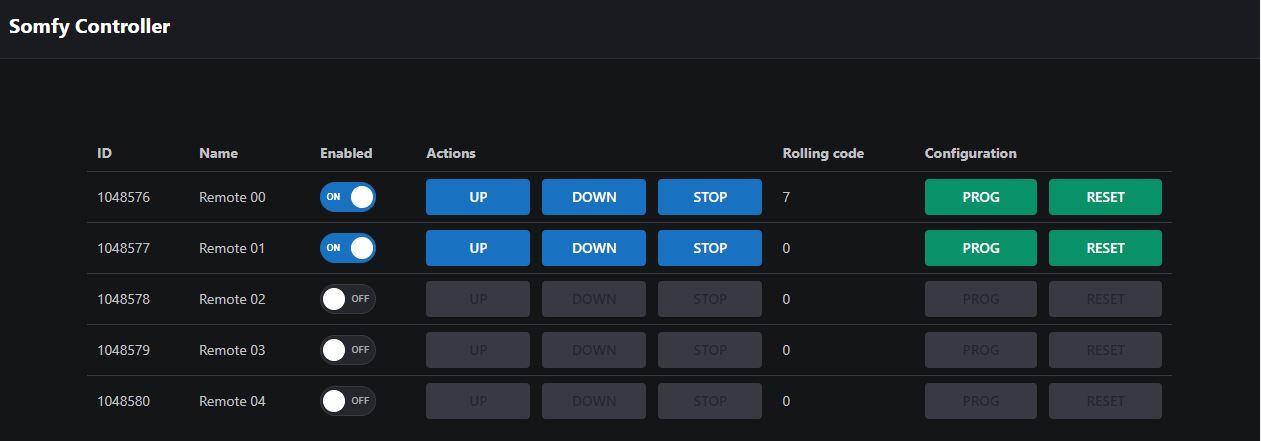 Somfy Controller
ID Name Enabled Actions Rolling code Configuration
1048576 Remote 00 ON UP DOWN STOP 7 PROG RESET
1048577 Remote 01 ON UP DOWN STOP 0 PROG RESET
1048578 Remote 02 OFF UP DOWN STOP 0 PROG RESET
1048579 Remote 03 OFF UP DOWN STOP 0 PROG RESET
1048580 Remote 04 OFF UP DOWN STOP 0 PROG RESET